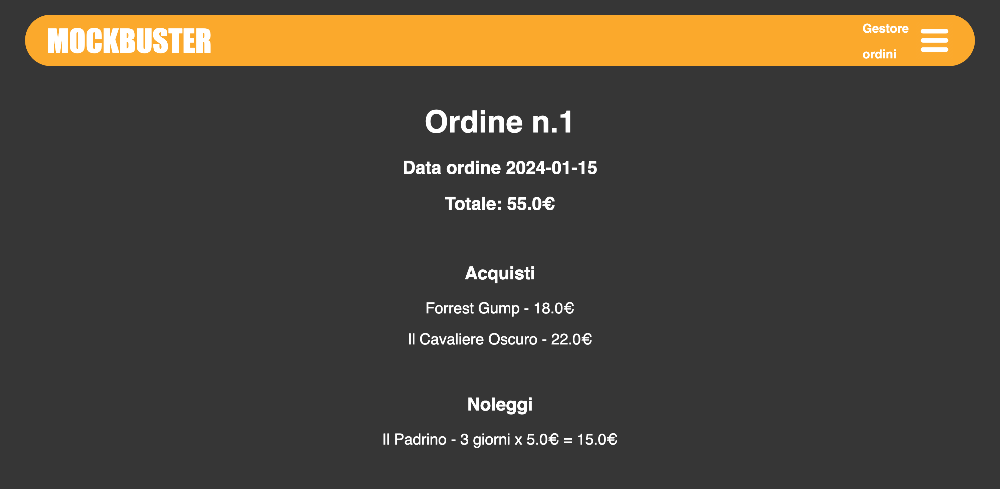 MOCKBUSTER
Gestore
ordini
Ordine n.1
Data ordine 2024-01-15
Totale: 55.0€
Acquisti
Forrest Gump - 18.0€
Il Cavaliere Oscuro - 22.0€
Noleggi
Il Padrino - 3 giorni x 5.0€ = 15.0€